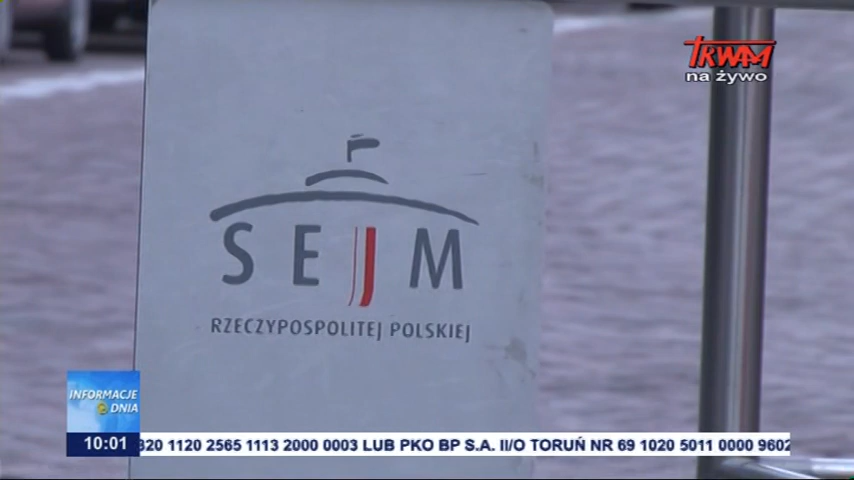 TRWAM
na żywo
SEJM
RZECZYPOSPOLITEJ POLSKIEJ
INFORMACJE
DNIA
10:01
320 1120 2565 1113 2000 0003 LUB PKO BP S.A. II/O TORUŃ NR 69 1020 5011 0000 9602